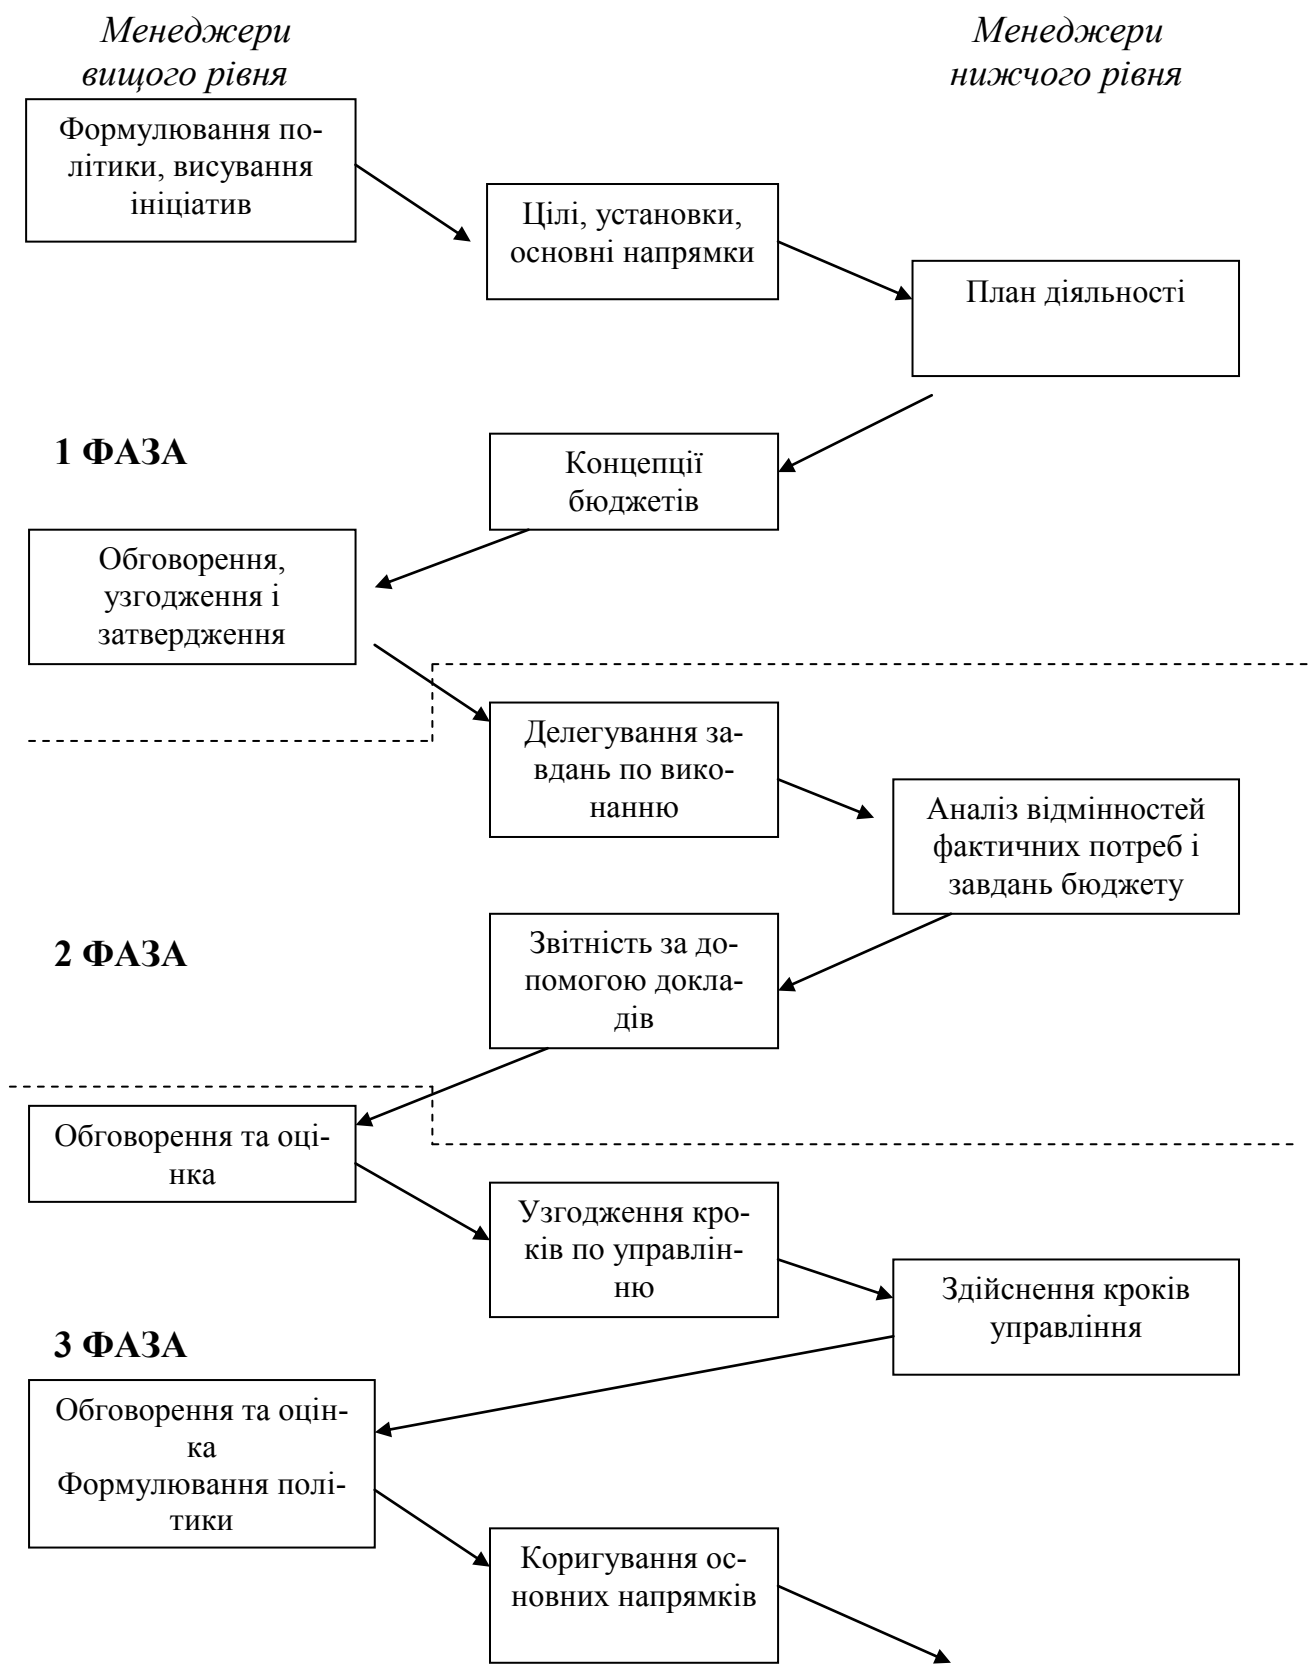 Менеджери
вищого рівня
Менеджери
нижчого рівня
Формулювання по-
літики, висування
ініціатив
Цілі, установки,
основні напрямки
План діяльності
1 ФАЗА
Концепції
бюджетів
Обговорення,
узгодження і
затвердження
Делегування за-
вдань по вико-
нанню
Аналіз відмінностей
фактичних потреб і
завдань бюджету
2 ФАЗА
Звітність за до-
помогою докла-
дів
Обговорення та оці-
нка
Узгодження кро-
ків по управлін-
ню
Здійснення кроків
управління
3 ФАЗА
Обговорення та оцін-
ка
Формулювання полі-
тики
Коригування ос-
новних напрямків